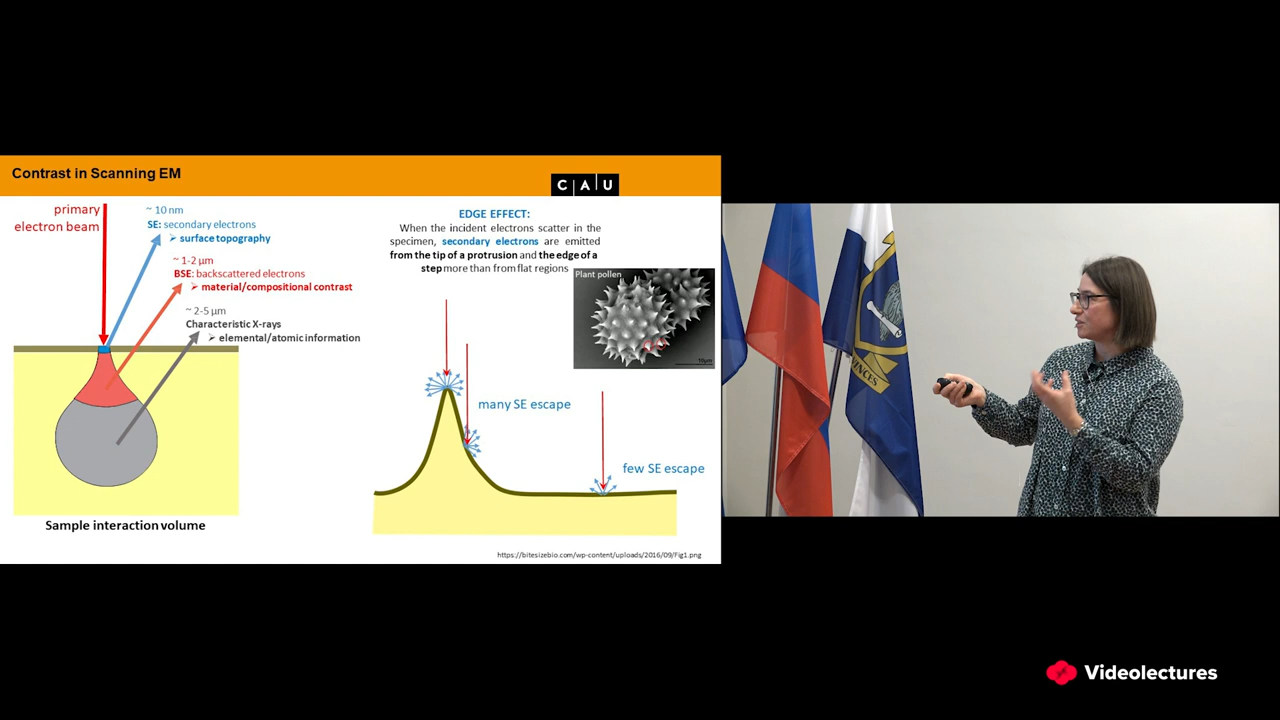 Contrast in Scanning EM
C A U
primary
electron beam
~ 10 nm
SE: secondary electrons
➢ surface topography
~ 1-2 µm
BSE: backscattered electrons
➢ material/compositional contrast
~ 2-5 µm
Characteristic X-rays
➢ elemental/atomic information
Sample interaction volume
EDGE EFFECT:
When the incident electrons scatter in the
specimen, secondary electrons are emitted
from the tip of a protrusion and the edge of a
step more than from flat regions
Plant pollen
10µm
many SE escape
few SE escape
https://bitesizebio.com/wp-content/uploads/2016/09/Fig1.png
INCES
Videolectures